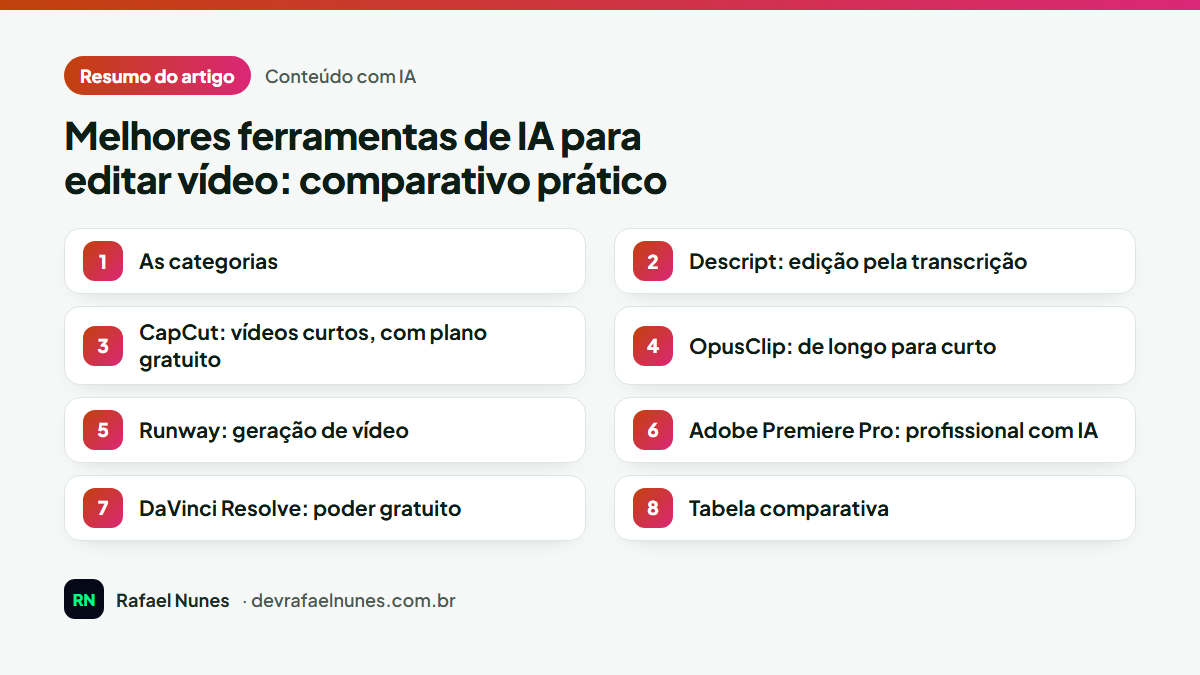 Resumo do artigo
Conteúdo com IA
Melhores ferramentas de IA para
editar vídeo: comparativo prático
1 As categorias
2 Descript: edição pela transcrição
3 CapCut: vídeos curtos, com plano
gratuito
4 OpusClip: de longo para curto
5 Runway: geração de vídeo
6 Adobe Premiere Pro: profissional com IA
7 DaVinci Resolve: poder gratuito
8 Tabela comparativa
RN Rafael Nunes · devrafaelnunes.com.br